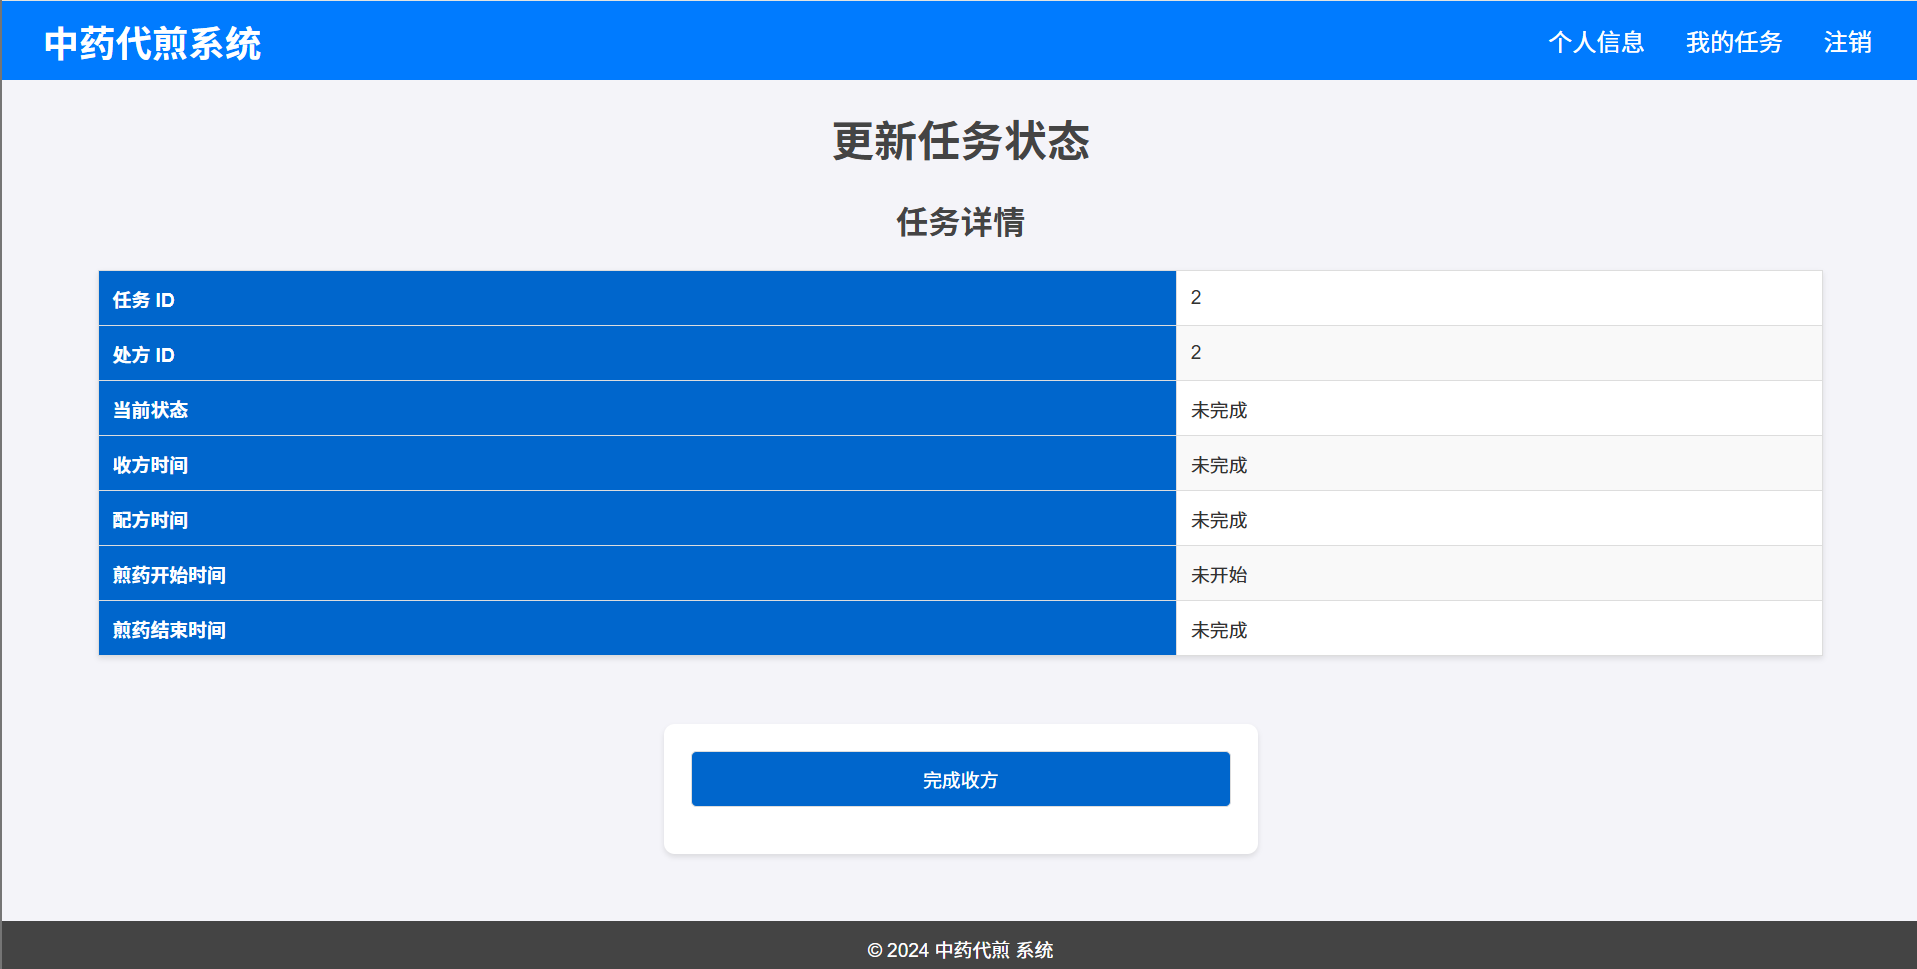 中药代煎系统
个人信息 我的任务 注销
更新任务状态
任务详情
任务 ID 2
处方 ID 2
当前状态 未完成
收方时间 未完成
配方时间 未完成
煎药开始时间 未开始
煎药结束时间 未完成
完成收方
© 2024 中药代煎 系统